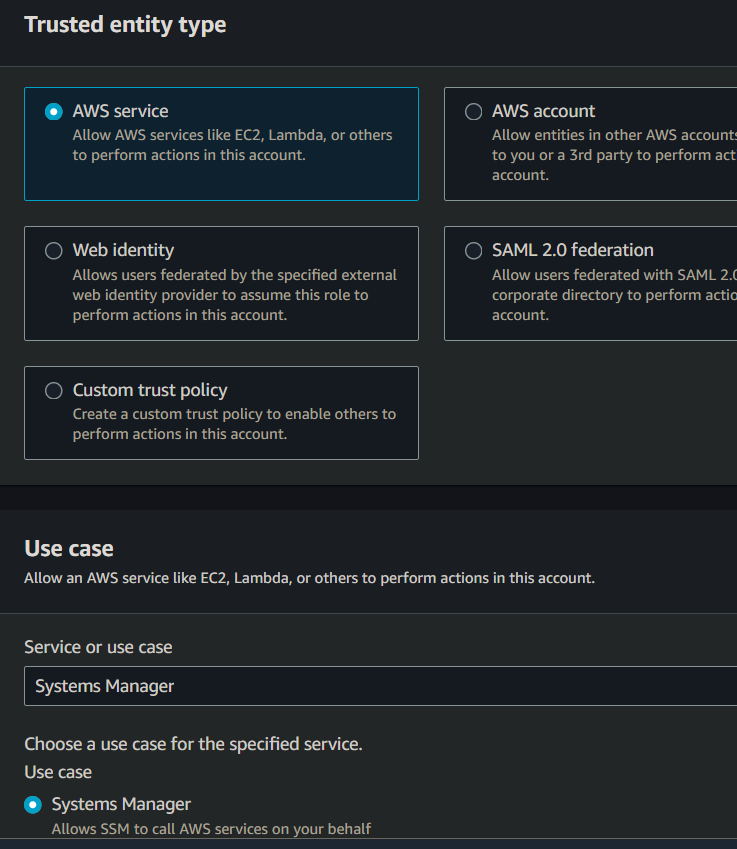 Trusted entity type
AWS service
Allow AWS services like EC2, Lambda, or others
to perform actions in this account.
AWS account
Allow entities in other AWS accounts
to you or a 3rd party to perform act
account.
Web identity
Allows users federated by the specified external
web identity provider to assume this role to
perform actions in this account.
SAML 2.0 federation
Allow users federated with SAML 2.0
corporate directory to perform actio
account.
Custom trust policy
Create a custom trust policy to enable others to
perform actions in this account.
Use case
Allow an AWS service like EC2, Lambda, or others to perform actions in this account.
Service or use case
Systems Manager
Choose a use case for the specified service.
Use case
Systems Manager
Allows SSM to call AWS services on your behalf